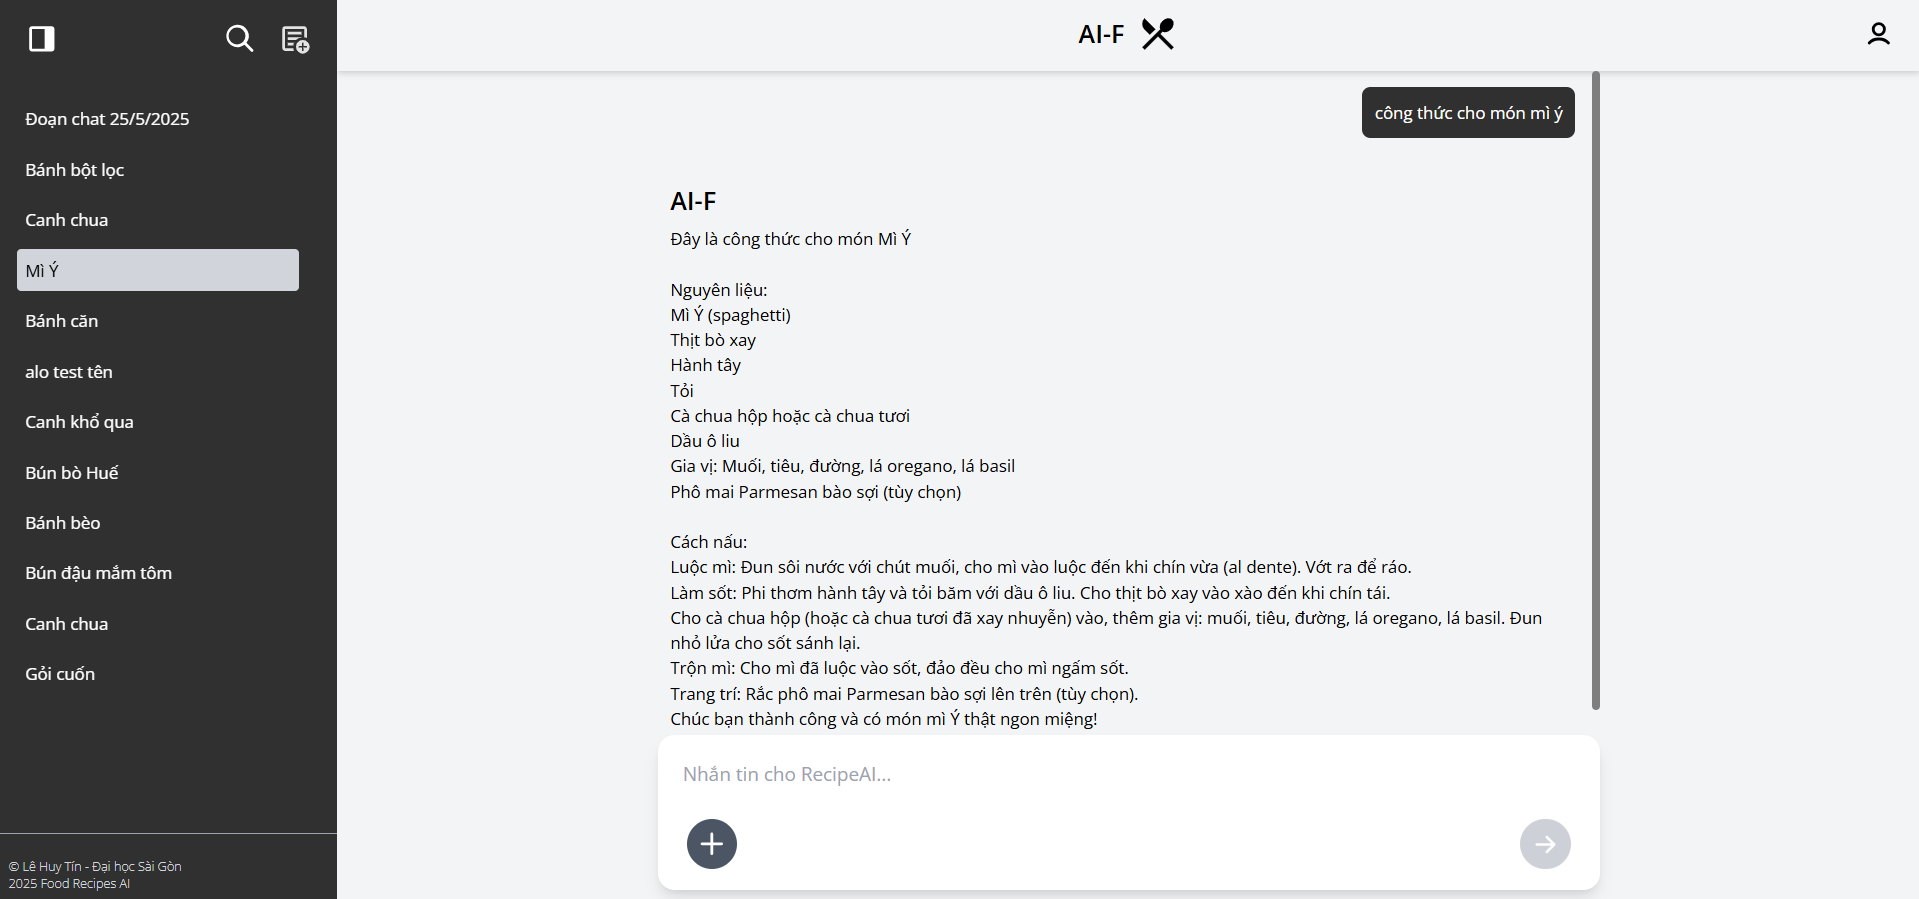 Đoạn chat 25/5/2025
Bánh bột lọc
Canh chua
Mì Ý
Bánh căn
alo test tên
Canh khổ qua
Bún bò Huế
Bánh bèo
Bún đậu mắm tôm
Canh chua
Gỏi cuốn
© Lê Huy Tín - Đại học Sài Gòn
2025 Food Recipes AI
AI-F
công thức cho món mì ý
AI-F
Đây là công thức cho món Mì Ý
Nguyên liệu:
Mì Ý (spaghetti)
Thịt bò xay
Hành tây
Tỏi
Cà chua hộp hoặc cà chua tươi
Dầu ô liu
Gia vị: Muối, tiêu, đường, lá oregano, lá basil
Phô mai Parmesan bào sợi (tùy chọn)
Cách nấu:
Luộc mì: Đun sôi nước với chút muối, cho mì vào luộc đến khi chín vừa (al dente). Vớt ra để ráo.
Làm sốt: Phi thơm hành tây và tỏi băm với dầu ô liu. Cho thịt bò xay vào xào đến khi chín tái.
Cho cà chua hộp (hoặc cà chua tươi đã xay nhuyễn) vào, thêm gia vị: muối, tiêu, đường, lá oregano, lá basil. Đun
nhỏ lửa cho sốt sánh lại.
Trộn mì: Cho mì đã luộc vào sốt, đảo đều cho mì ngấm sốt.
Trang trí: Rắc phô mai Parmesan bào sợi lên trên (tùy chọn).
Chúc bạn thành công và có món mì Ý thật ngon miệng!
Nhắn tin cho RecipeAI...